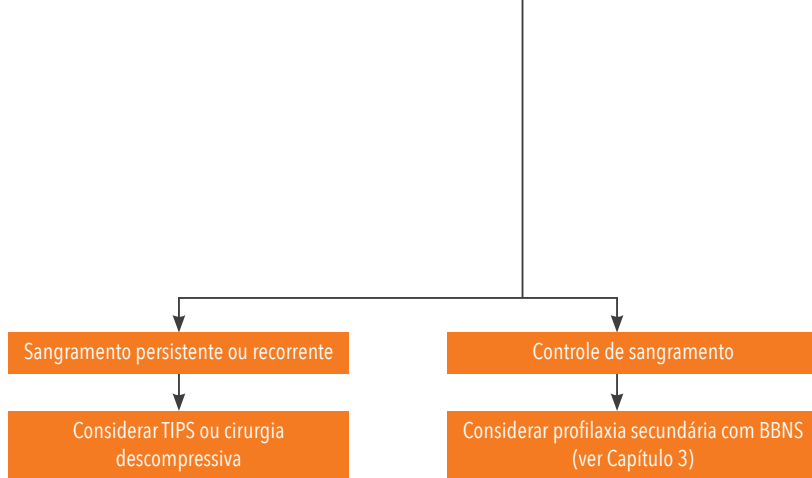 Sangramento persistente ou recorrente
Controle de sangramento
Considerar TIPS ou cirurgia
descompressiva
Considerar profilaxia secundária com BBNS
(ver Capítulo 3)